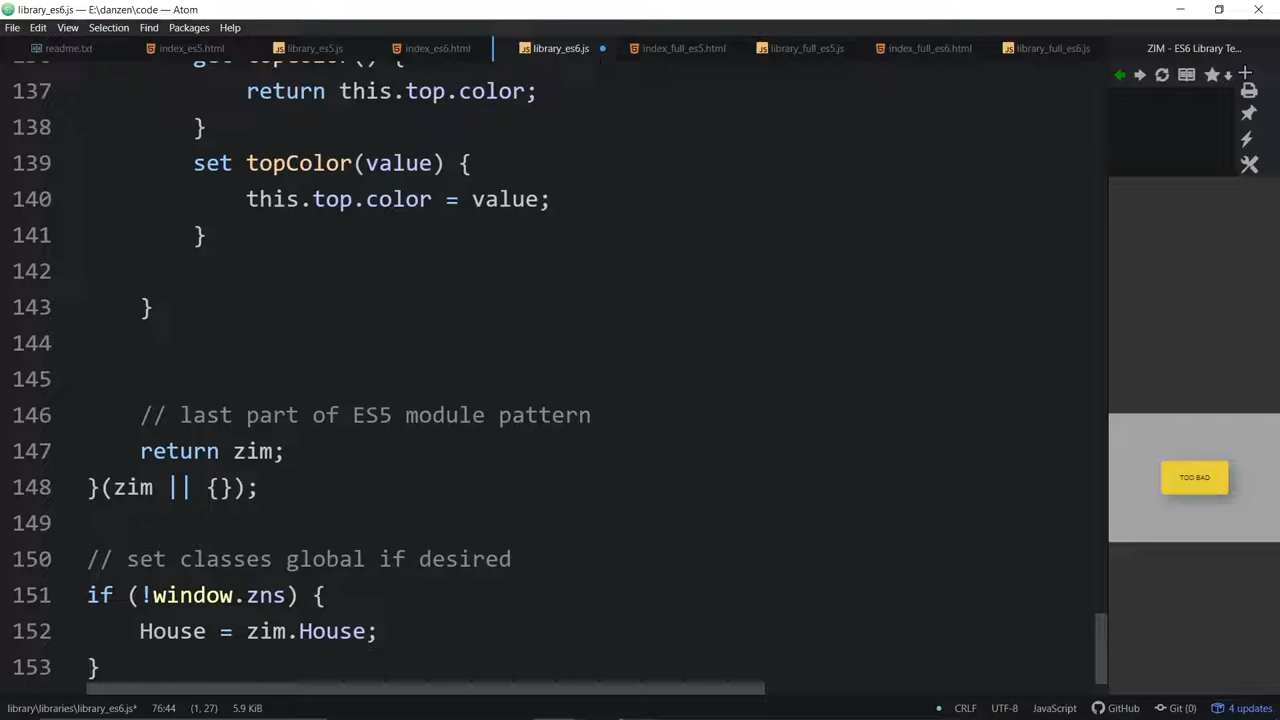 library_es6.js — E:\danzen\code — Atom
File Edit View Selection Find Packages Help
readme.txt index_es5.html library_es5.js index_es6.html library_es6.js index_full_es5.html library_full_es5.js index_full_es6.html library_full_es6.js ZIM - ES6 Library Te...
136 get topColor() {
137 return this.top.color;
138 }
139 set topColor(value) {
140 this.top.color = value;
141 }
142
143 }
144
145
146 // last part of ES5 module pattern
147 return zim;
148 }(zim || {});
149
150 // set classes global if desired
151 if (!window.zns) {
152 House = zim.House;
153 }
TOO BAD
library\libraries\library_es6.js* 76:44 (1, 27) 5.9 KiB CRLF UTF-8 JavaScript GitHub Git (0) 4 updates